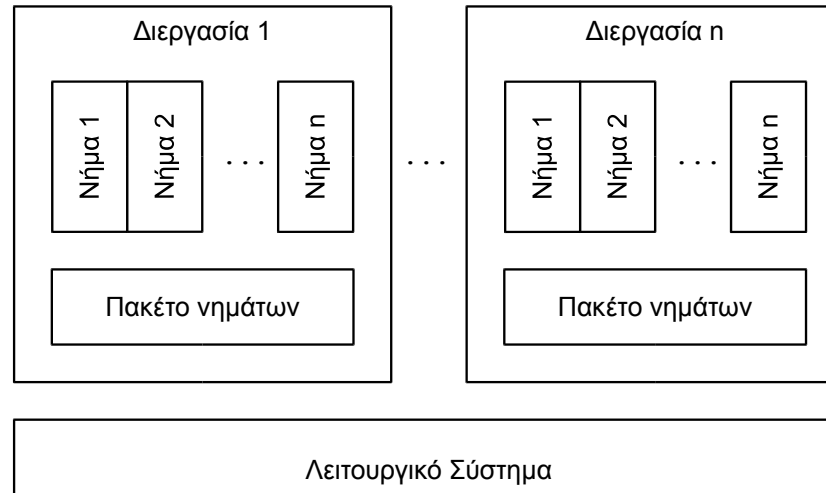 Διεργασία 1
Νήμα 1
Νήμα 2
. . .
Νήμα n
Πακέτο νημάτων
. . .
Διεργασία n
Νήμα 1
Νήμα 2
. . .
Νήμα n
Πακέτο νημάτων
Λειτουργικό Σύστημα